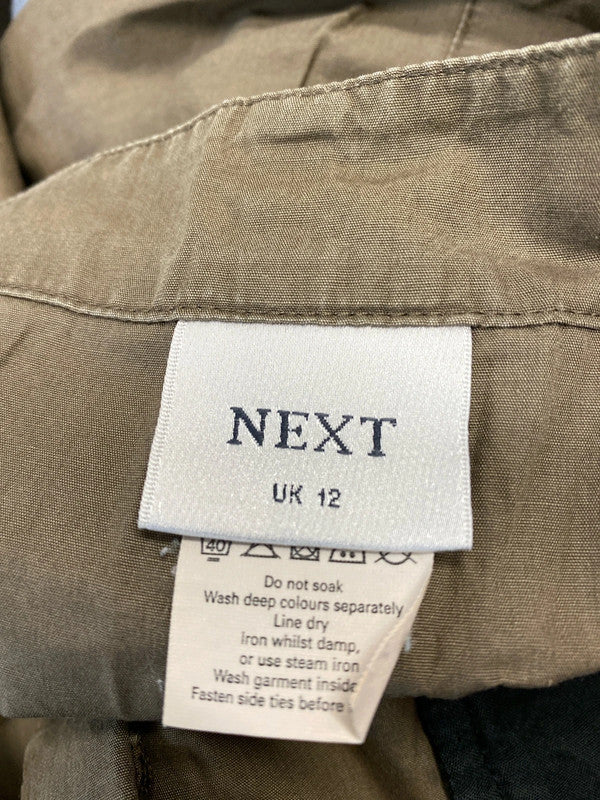 NEXT
UK 12
40
Do not soak
Wash deep colours separately
Line dry
Iron whilst damp,
or use steam iron
Wash garment inside
Fasten side ties before